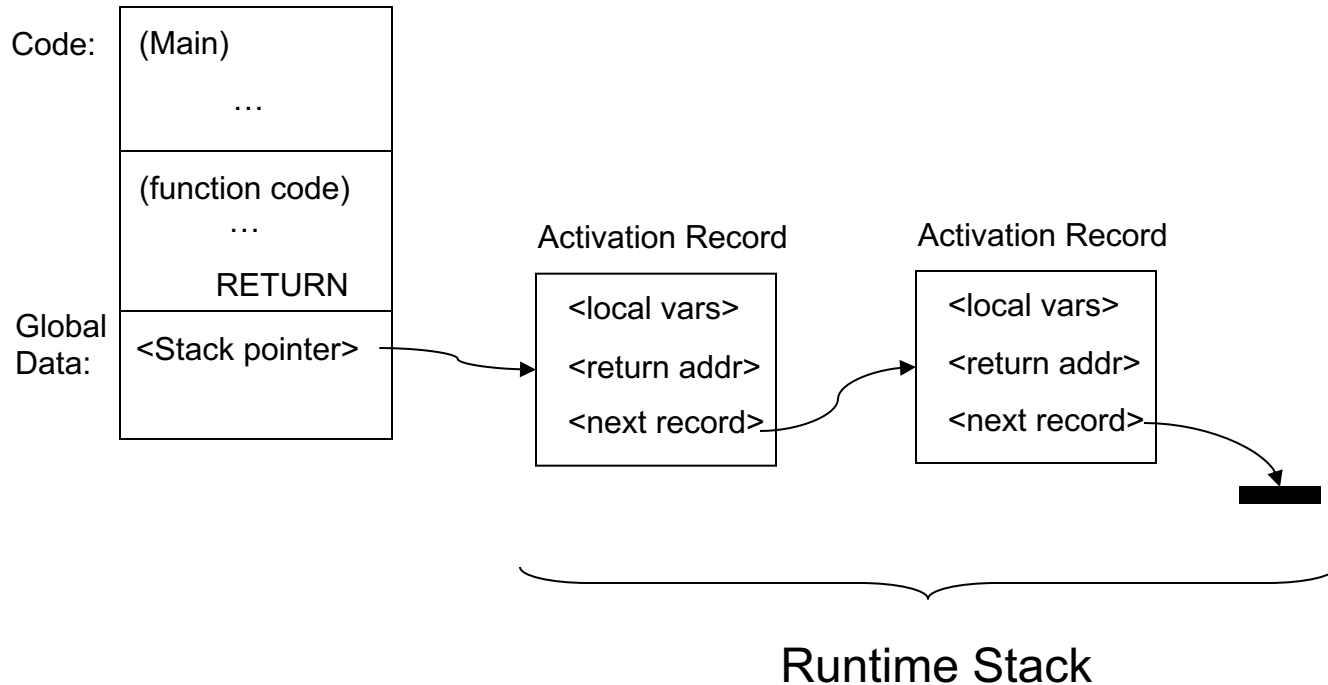 Code:
(Main)
…
(function code)
…
RETURN
Global
Data:
<Stack pointer>
Activation Record
<local vars>
<return addr>
<next record>
Activation Record
<local vars>
<return addr>
<next record>
Runtime Stack